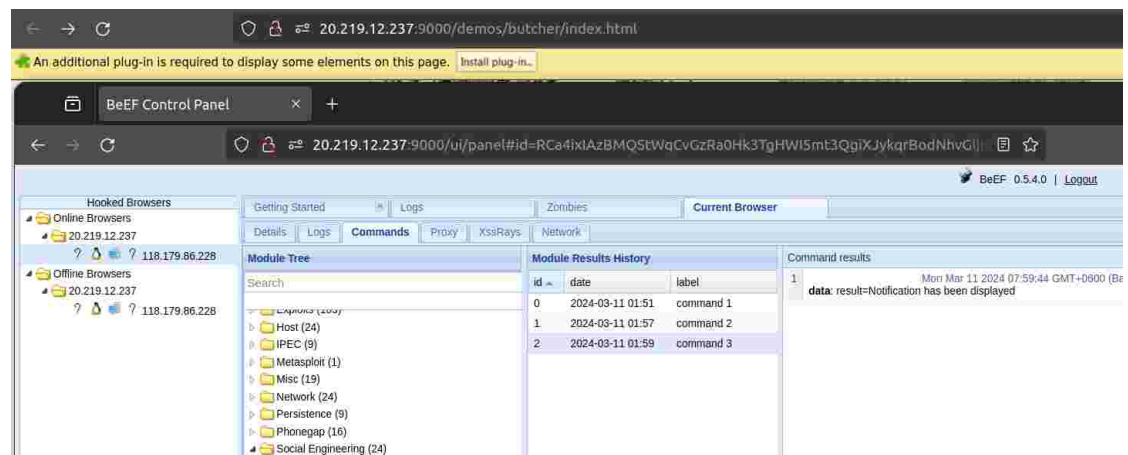 20.219.12.237:9000/demos/butcher/index.html
An additional plug-in is required to display some elements on this page. Install plug-in...
BeEF Control Panel
20.219.12.237:9000/ui/panel#id=
BeEF 0.5.4.0 | Logout
Hooked Browsers
Getting Started Logs Zombies Current Browser
Online Browsers
20.219.12.237
? ? 118.179.86.228
Offline Browsers
20.219.12.237
? ? 118.179.86.228
Details Logs Commands Proxy XssRays Network
Module Tree
Search
Host (24)
IPEC (9)
Metasploit (1)
Misc (19)
Network (24)
Persistence (9)
Phonegap (16)
Social Engineering (24)
Module Results History
id date label
0 2024-03-11 01:51 command 1
1 2024-03-11 01:57 command 2
2 2024-03-11 01:59 command 3
Command results
1 Mon Mar 11 2024 07:59:44 GMT+0600 (Ba
data: result=Notification has been displayed